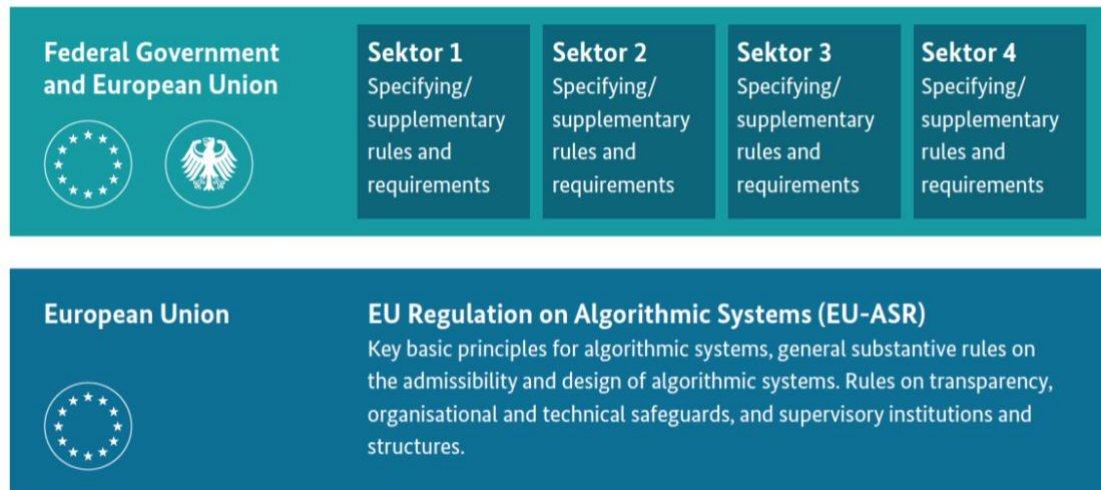 Federal Government
and European Union
Sektor 1
Specifying/
supplementary
rules and
requirements
Sektor 2
Specifying/
supplementary
rules and
requirements
Sektor 3
Specifying/
supplementary
rules and
requirements
Sektor 4
Specifying/
supplementary
rules and
requirements
European Union
EU Regulation on Algorithmic Systems (EU-ASR)
Key basic principles for algorithmic systems, general substantive rules on
the admissibility and design of algorithmic systems. Rules on transparency,
organisational and technical safeguards, and supervisory institutions and
structures.